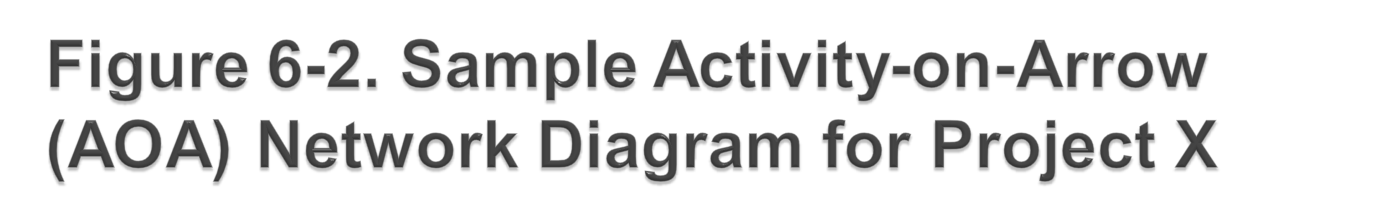 Figure 6-2. Sample Activity-on-Arrow
(AOA) Network Diagram for Project X